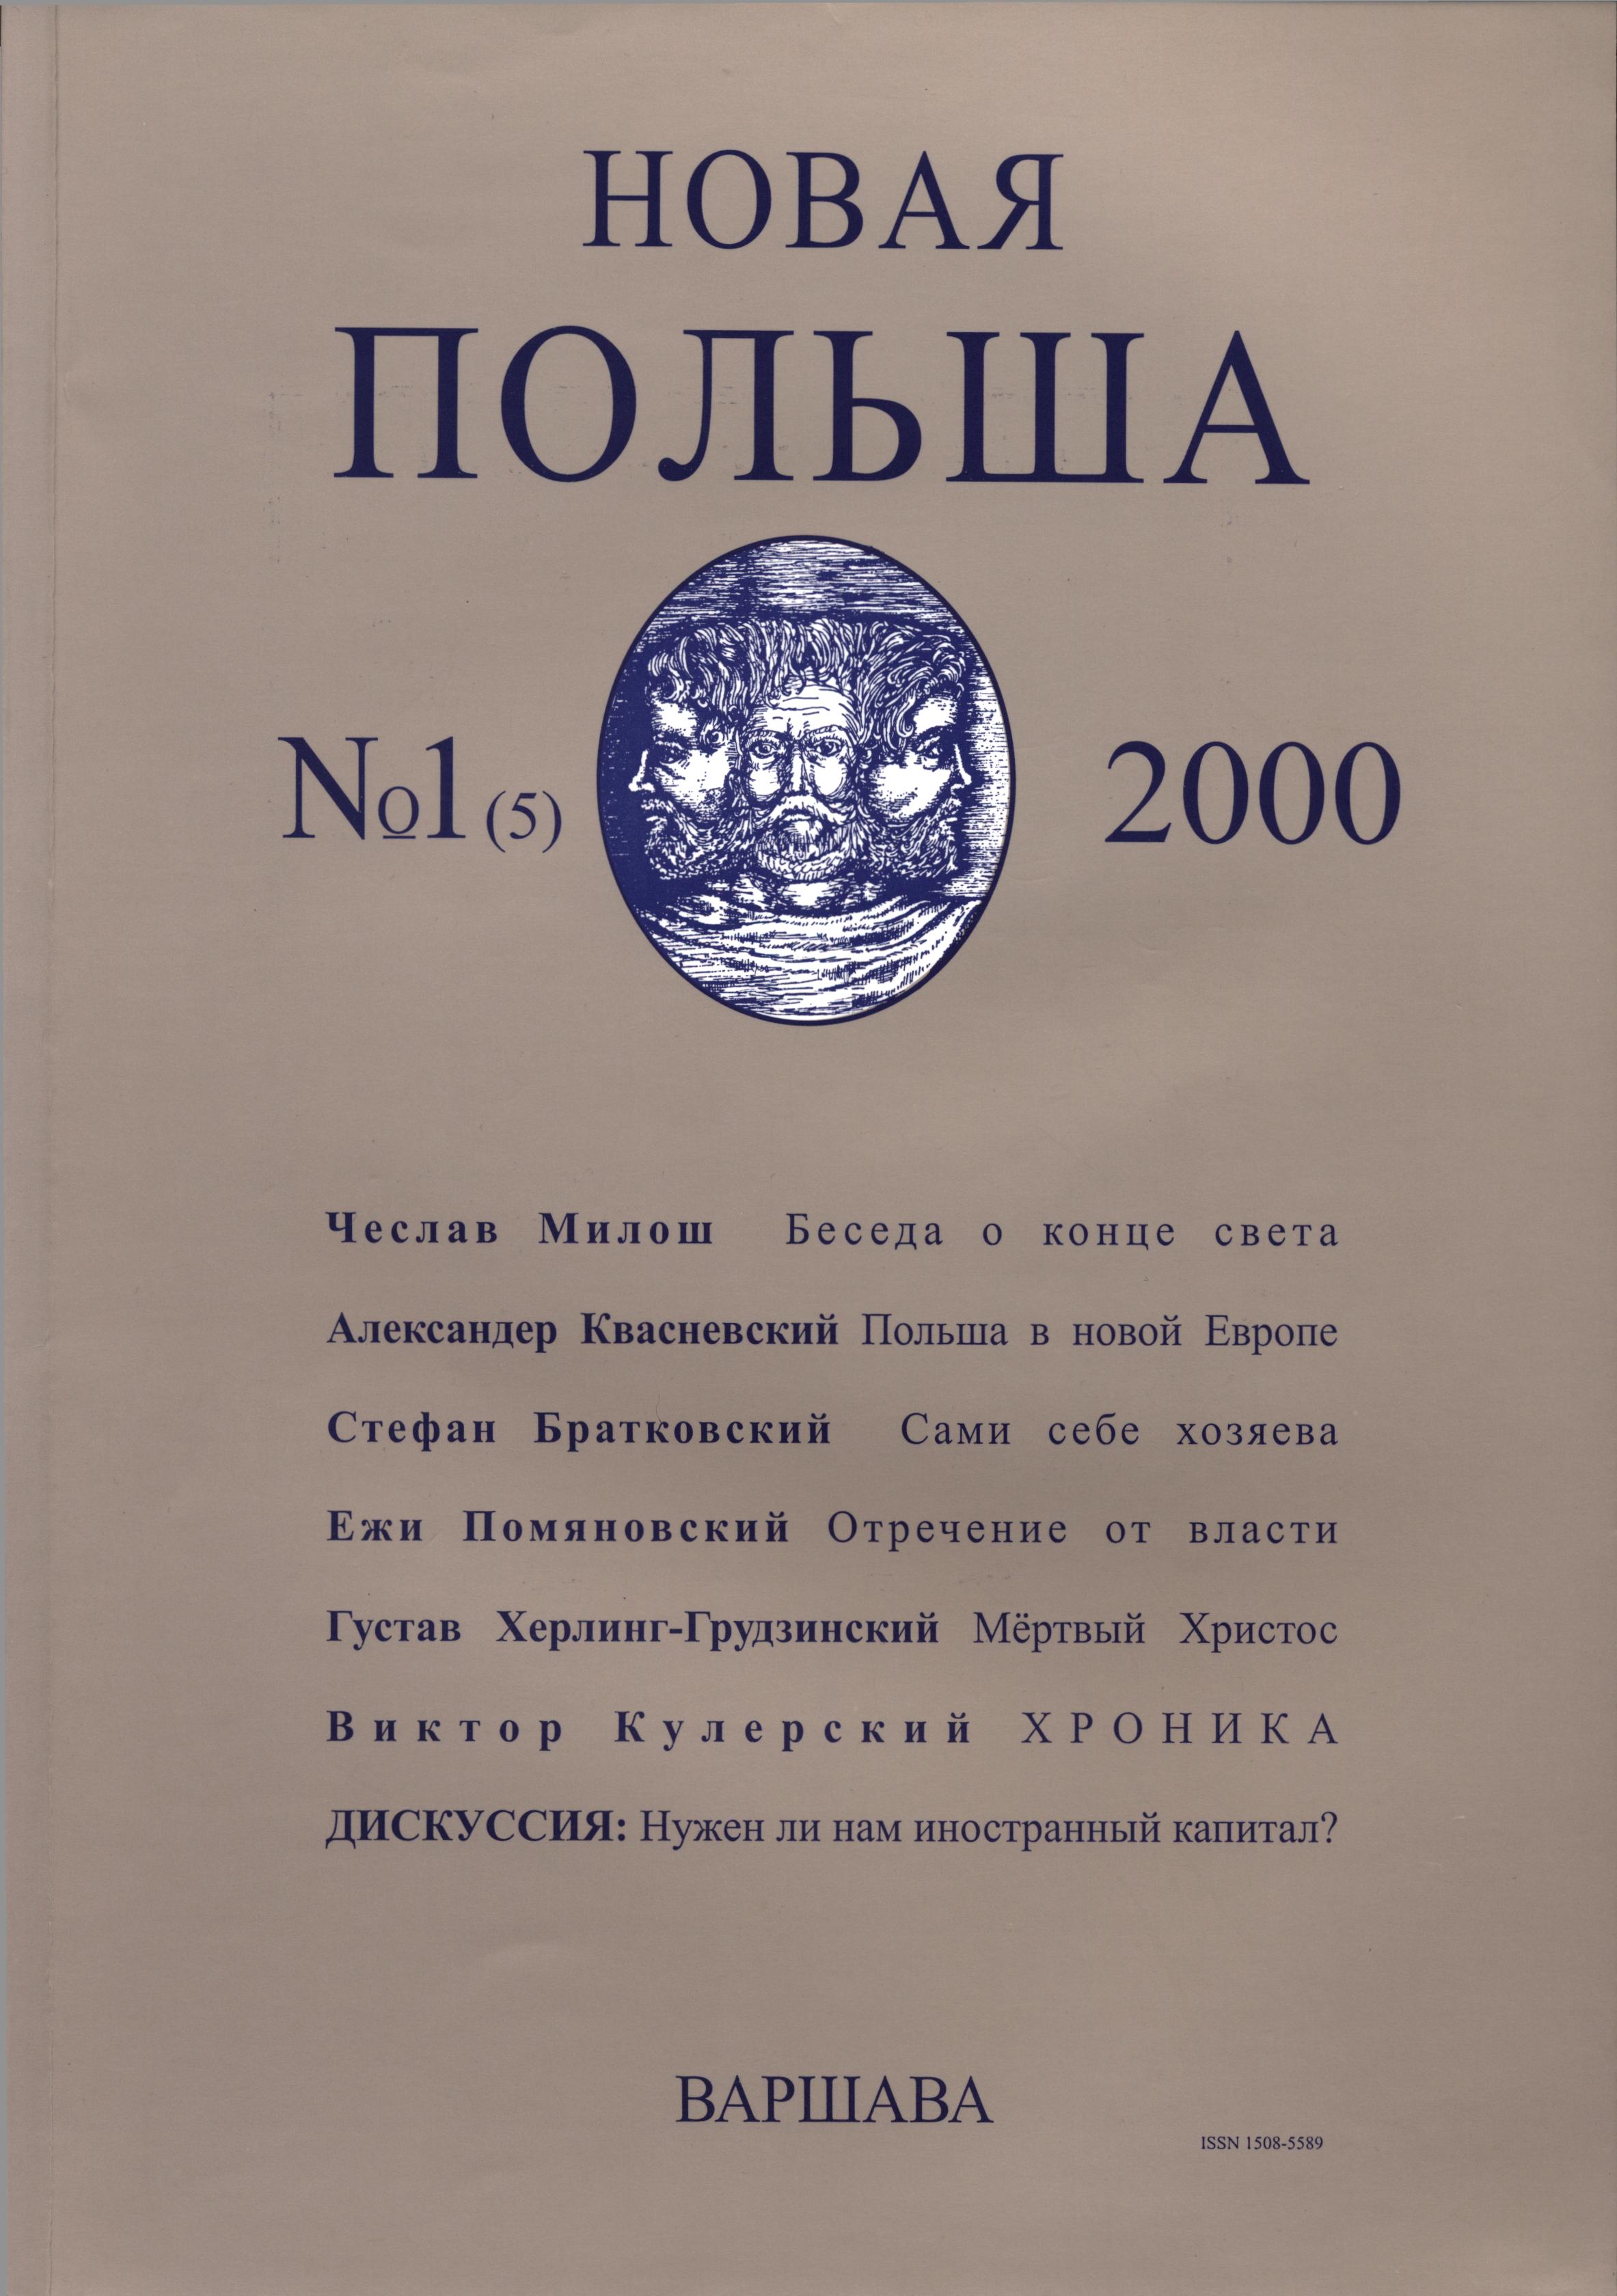 НОВАЯ
ПОЛЬША
№1 (5) 2000
Чеслав Милош Беседа о конце света
Александер Квасневский Польша в новой Европе
Стефан Братковский Сами себе хозяева
Ежи Помяновский Отречение от власти
Густав Херлинг-Грудзинский Мёртвый Христос
Виктор Кулерский ХРОНИКА
ДИСКУССИЯ: Нужен ли нам иностранный капитал?
ВАРШАВА
ISSN 1508-5589